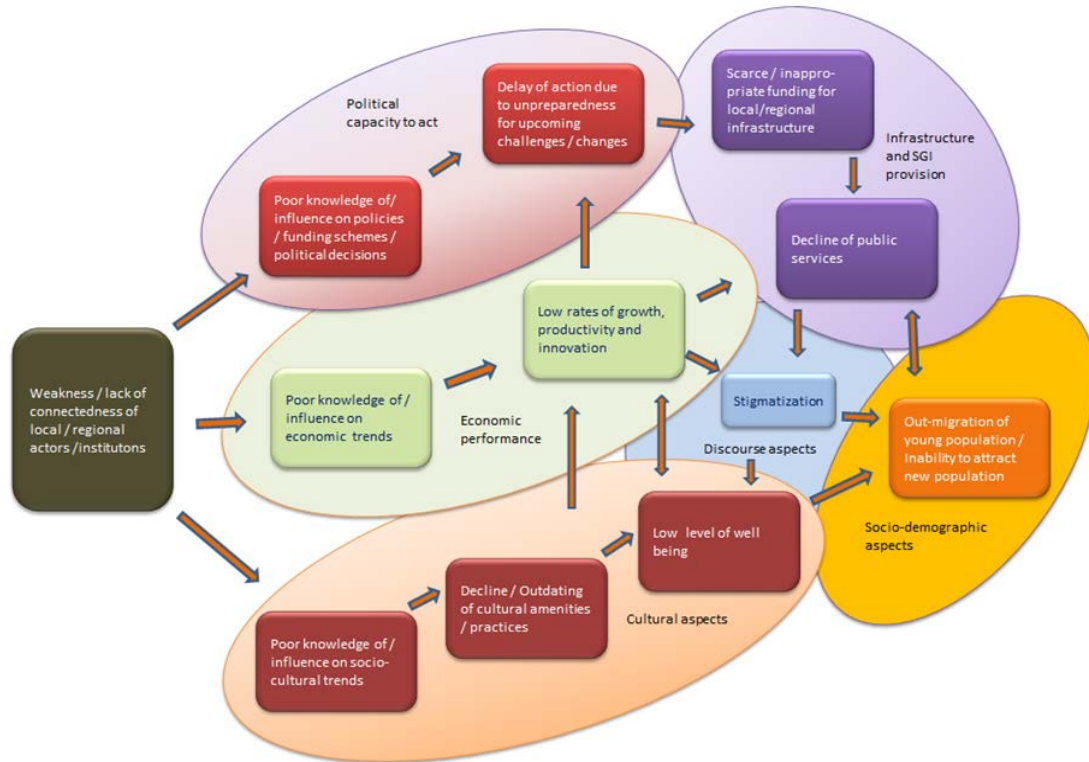 Political
capacity to act
Delay of action due
to unpreparedness
for upcoming
challenges / changes
Scarce / inappro-
priate funding for
local/regional
infrastructure
Infrastructure
and SGI
provision
Poor knowledge of/
influence on policies
/ funding schemes /
political decisions
Decline of public
services
Low rates of growth,
productivity and
innovation
Weakness / lack of
connectedness of
local / regional
actors /institutons
Poor knowledge of /
influence on
economic trends
Economic
performance
Stigmatization
Discourse aspects
Out-migration of
young population /
Inability to attract
new population
Socio-demographic
aspects
Low level of well
being
Decline / Outdating
of cultural amenities
/ practices
Cultural aspects
Poor knowledge of /
influence on socio-
cultural trends